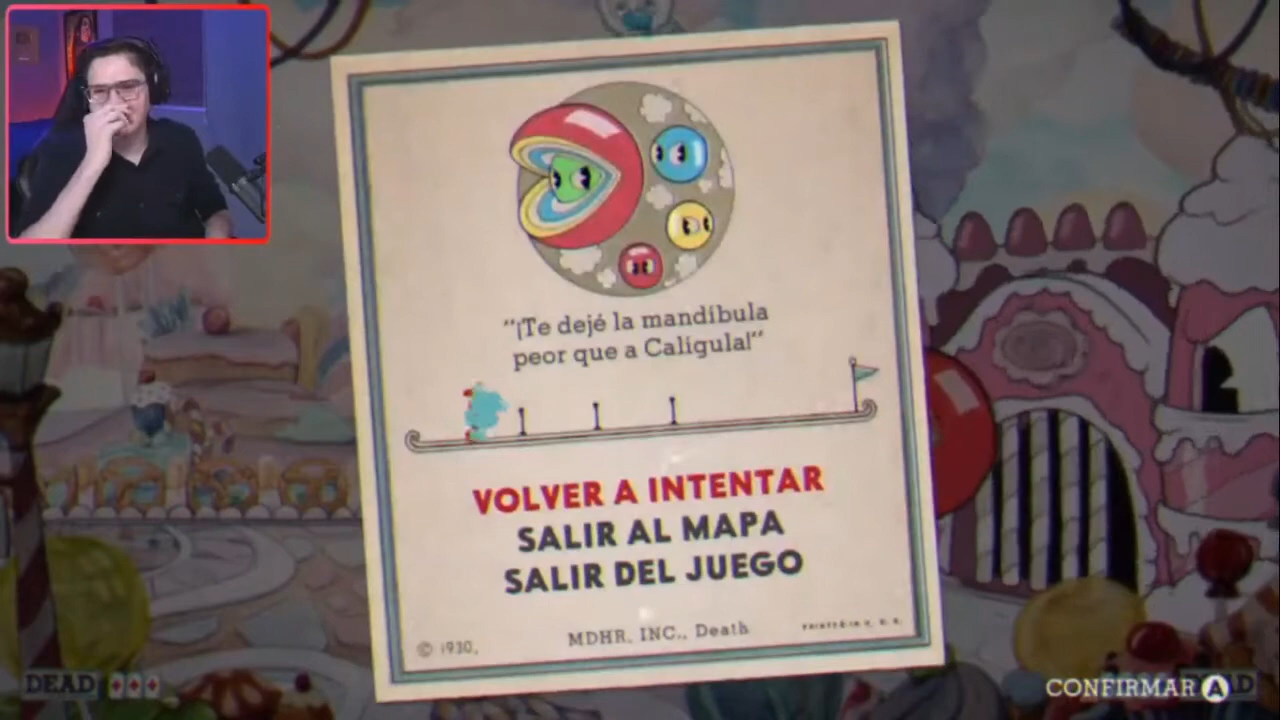 “¡Te dejé la mandíbula
peor que a Calígula!”
VOLVER A INTENTAR
SALIR AL MAPA
SALIR DEL JUEGO
© 1930, MDHR, INC., Death
DEAD
CONFIRMAR A